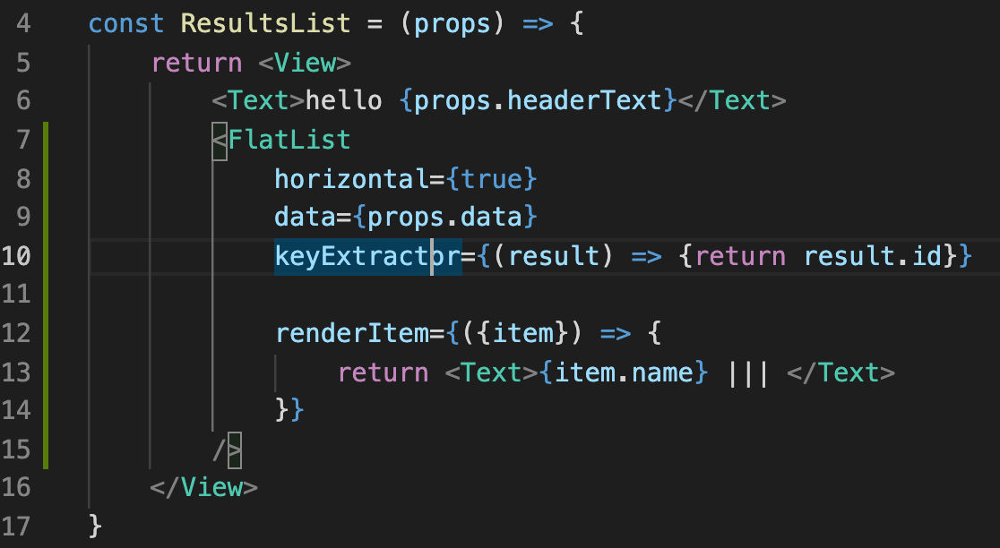 4 const ResultsList = (props) => {
5 return <View>
6 <Text>hello {props.headerText}</Text>
7 <FlatList
8 horizontal={true}
9 data={props.data}
10 keyExtractor={(result) => {return result.id}}
11
12 renderItem={({item}) => {
13 return <Text>{item.name} ||| </Text>
14 }}
15 />
16 </View>
17 }